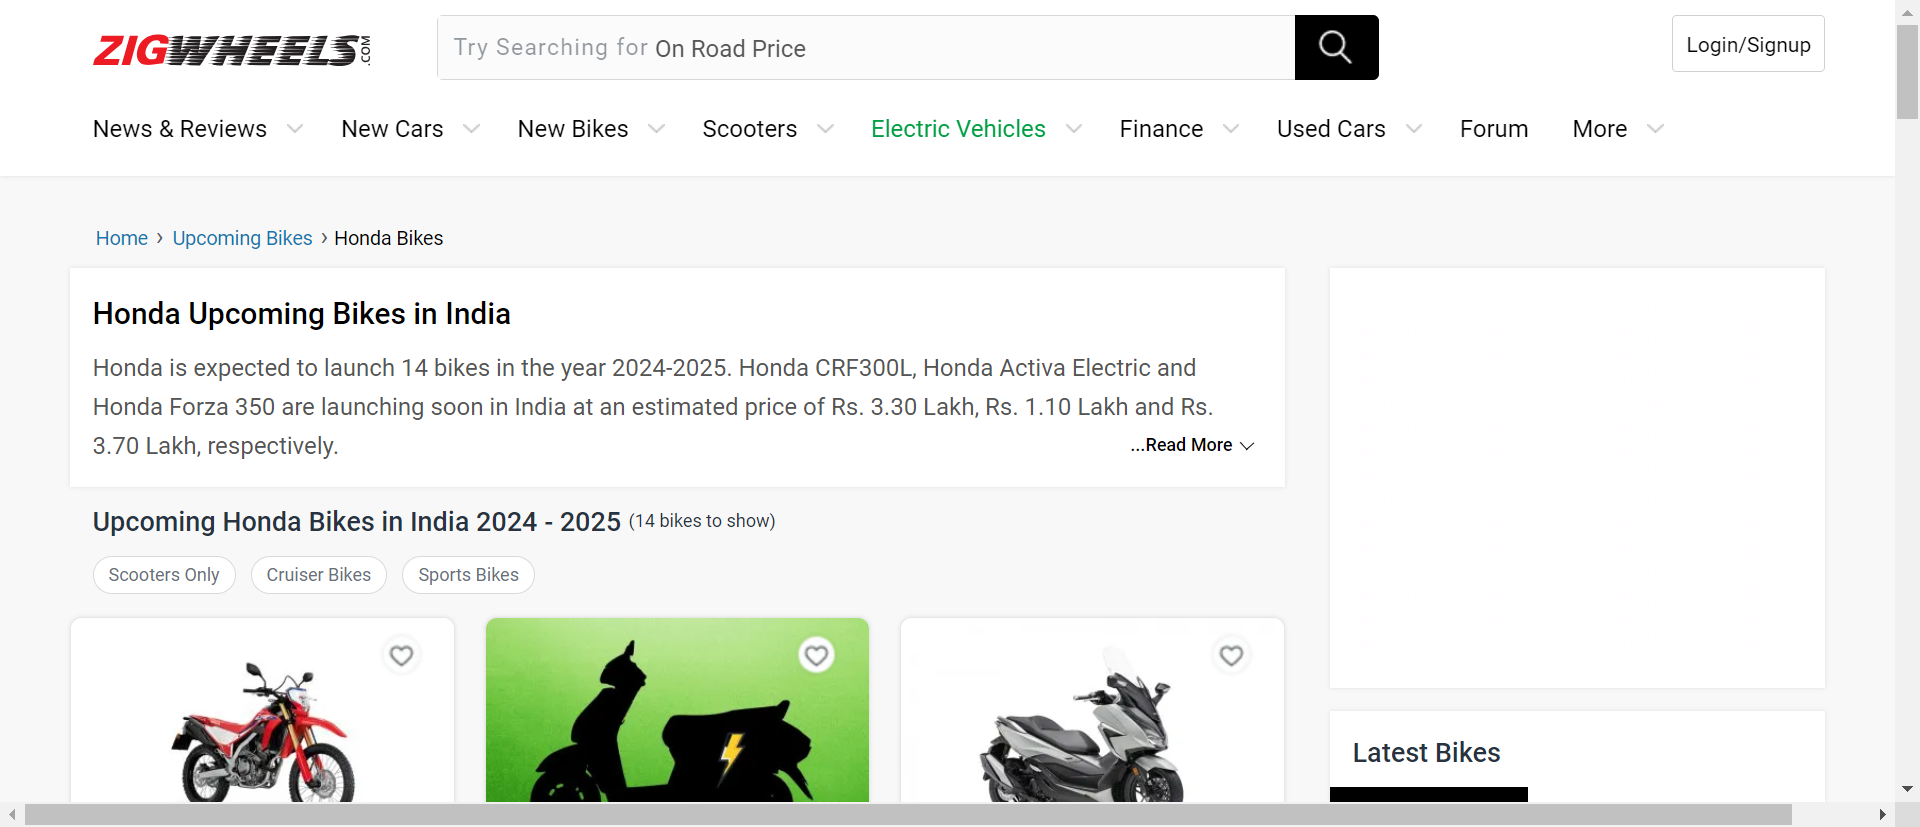 ZIGWHEELS.COM
Try Searching for On Road Price
Login/Signup
News & Reviews New Cars New Bikes Scooters Electric Vehicles Finance Used Cars Forum More
Home › Upcoming Bikes › Honda Bikes
Honda Upcoming Bikes in India
Honda is expected to launch 14 bikes in the year 2024-2025. Honda CRF300L, Honda Activa Electric and
Honda Forza 350 are launching soon in India at an estimated price of Rs. 3.30 Lakh, Rs. 1.10 Lakh and Rs.
3.70 Lakh, respectively.
...Read More
Upcoming Honda Bikes in India 2024 - 2025 (14 bikes to show)
Scooters Only Cruiser Bikes Sports Bikes
Latest Bikes